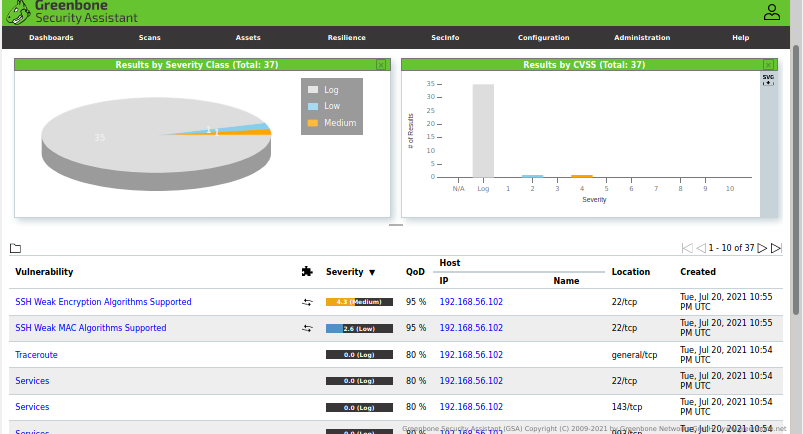 Greenbone
Security Assistant
Dashboards Scans Assets Resilience SecInfo Configuration Administration Help
Results by Severity Class (Total: 37)
35
1
1
Log
Low
Medium
Results by CVSS (Total: 37)
SVG
# of Results
35
30
25
20
15
10
5
0
N/A Log 1 2 3 4 5 6 7 8 9 10
Severity
1 - 10 of 37
Vulnerability Severity ▼ QoD Host Location Created
IP Name
SSH Weak Encryption Algorithms Supported 4.3 (Medium) 95 % 192.168.56.102 22/tcp Tue, Jul 20, 2021 10:55
PM UTC
SSH Weak MAC Algorithms Supported 2.6 (Low) 95 % 192.168.56.102 22/tcp Tue, Jul 20, 2021 10:55
PM UTC
Traceroute 0.0 (Log) 80 % 192.168.56.102 general/tcp Tue, Jul 20, 2021 10:54
PM UTC
Services 0.0 (Log) 80 % 192.168.56.102 22/tcp Tue, Jul 20, 2021 10:54
PM UTC
Services 0.0 (Log) 80 % 192.168.56.102 143/tcp Tue, Jul 20, 2021 10:54
PM UTC
Services 0.0 (Log) 80 % 192.168.56.102 993/tcp Tue, Jul 20, 2021 10:54
Greenbone Security Assistant (GSA) Copyright (C) 2009-2021 by Greenbone